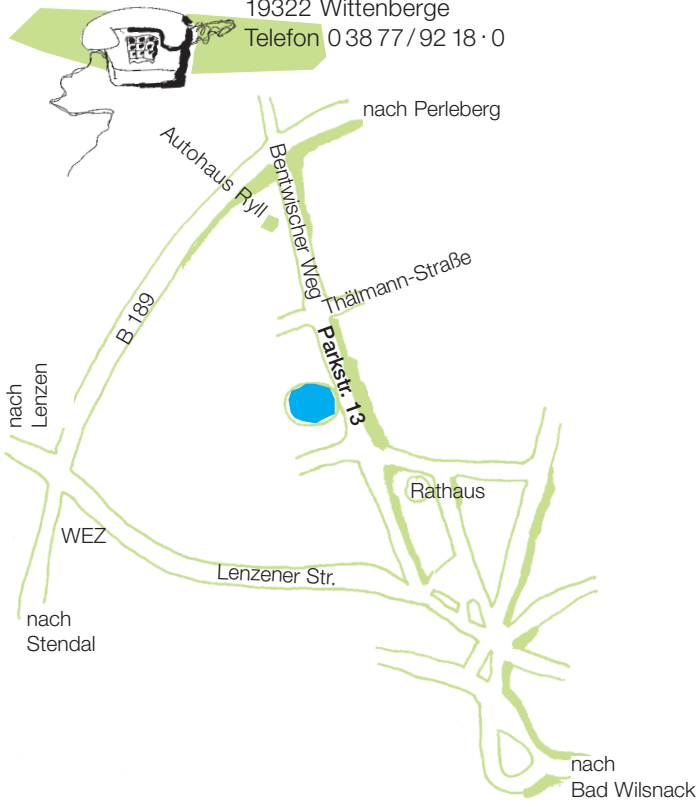 19322 Wittenberge
Telefon 0 38 77 / 92 18 · 0
nach Perleberg
Autohaus Ryll
Bentwischer Weg
Thälmann-Straße
B 189
Parkstr. 13
nach
Lenzen
Rathaus
WEZ
Lenzener Str.
nach
Stendal
nach
Bad Wilsnack